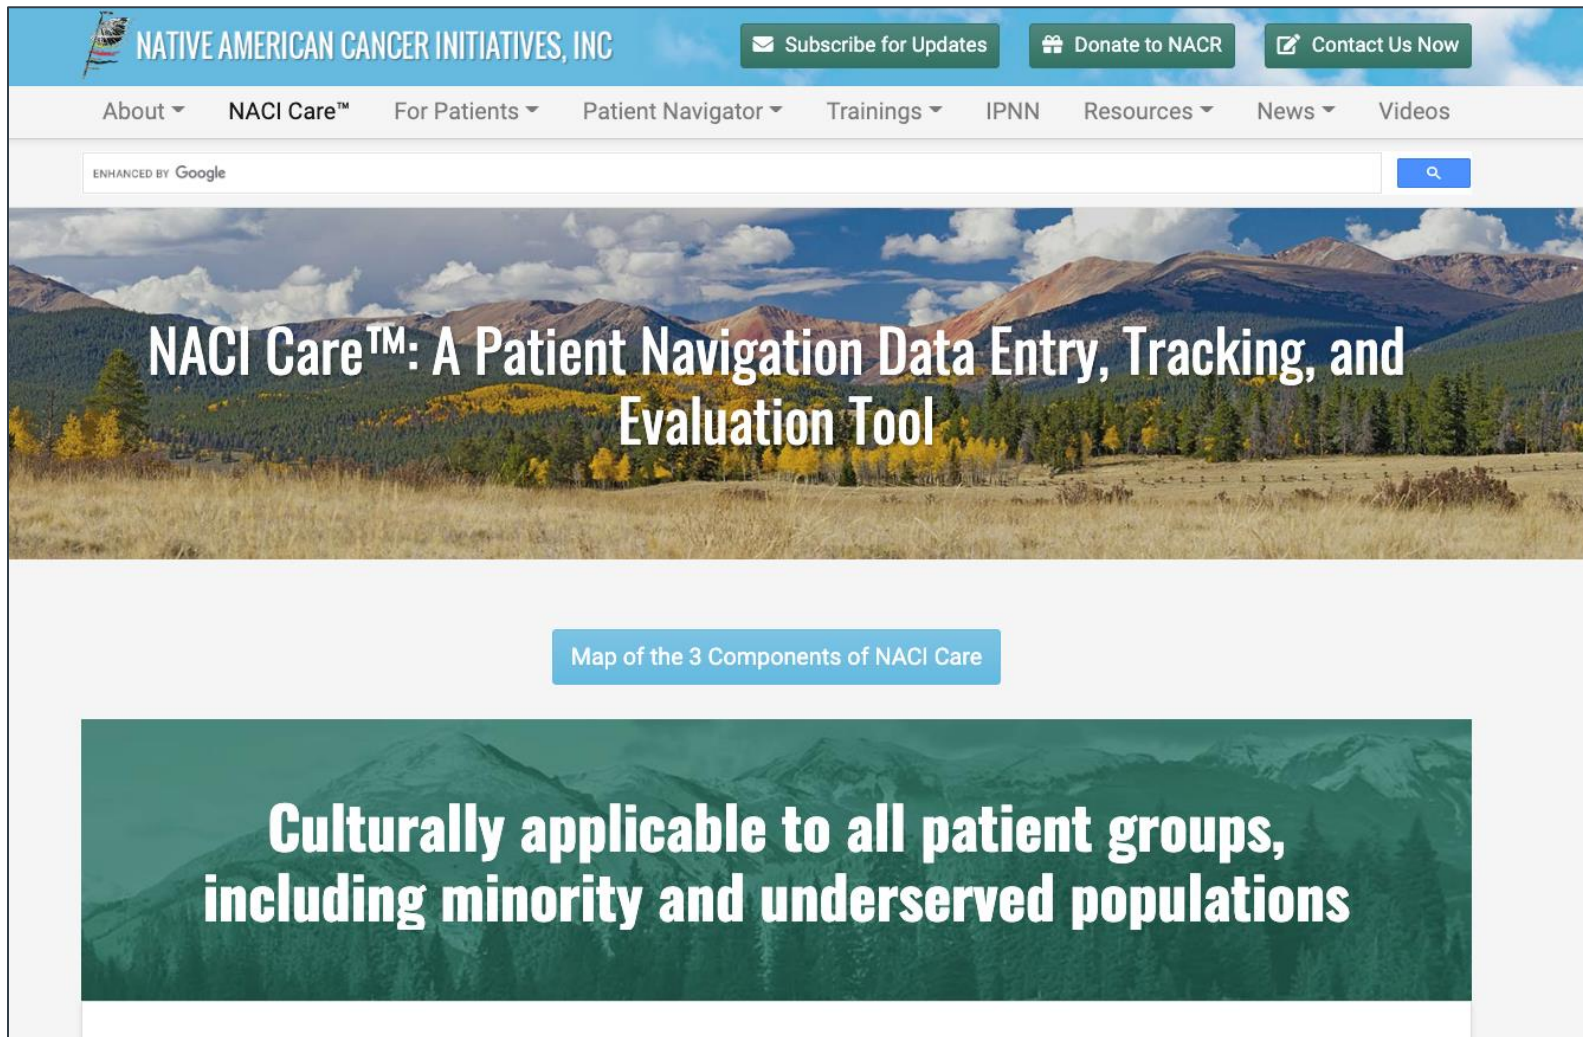 NATIVE AMERICAN CANCER INITIATIVES, INC
Subscribe for Updates
Donate to NACR
Contact Us Now
About
NACI Care™
For Patients
Patient Navigator
Trainings
IPNN
Resources
News
Videos
ENHANCED BY Google
NACI Care™: A Patient Navigation Data Entry, Tracking, and
Evaluation Tool
Map of the 3 Components of NACI Care
Culturally applicable to all patient groups,
including minority and underserved populations